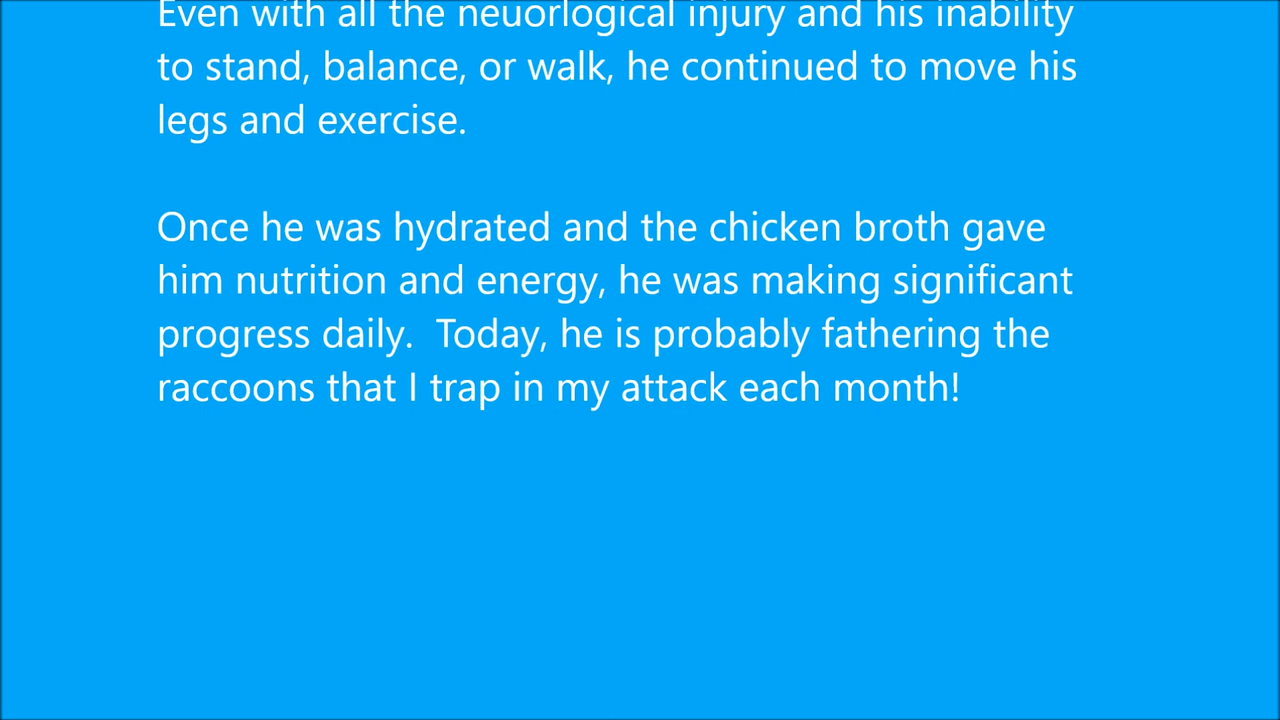 Even with all the neuorlogical injury and his inability
to stand, balance, or walk, he continued to move his
legs and exercise.
Once he was hydrated and the chicken broth gave
him nutrition and energy, he was making significant
progress daily.  Today, he is probably fathering the
raccoons that I trap in my attack each month!